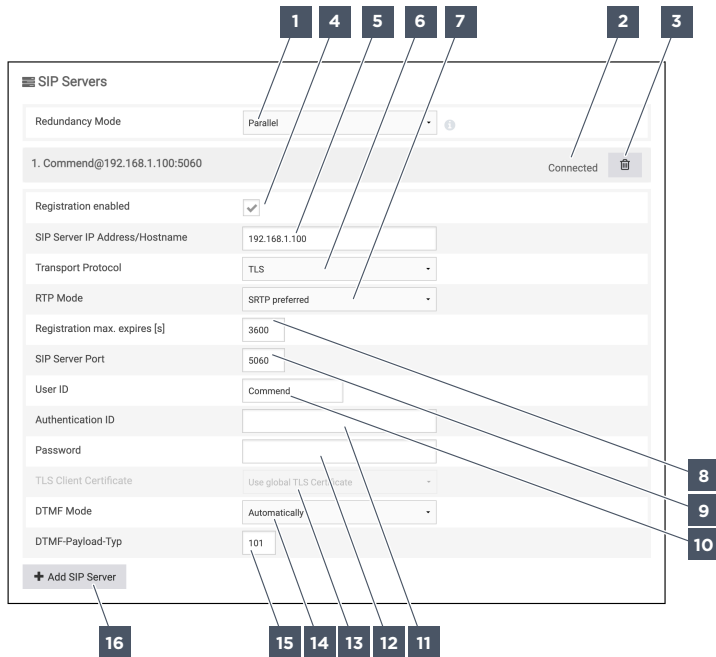 1 4 5 6 7 2 3
SIP Servers
Redundancy Mode Parallel
1. Commend@192.168.1.100:5060 Connected
Registration enabled
SIP Server IP Address/Hostname 192.168.1.100
Transport Protocol TLS
RTP Mode SRTP preferred
Registration max. expires [s] 3600
SIP Server Port 5060
User ID Commend
Authentication ID
Password
8
TLS Client Certificate Use global TLS Certificate
9
DTMF Mode Automatically
10
DTMF-Payload-Typ 101
+ Add SIP Server
16 15 14 13 12 11